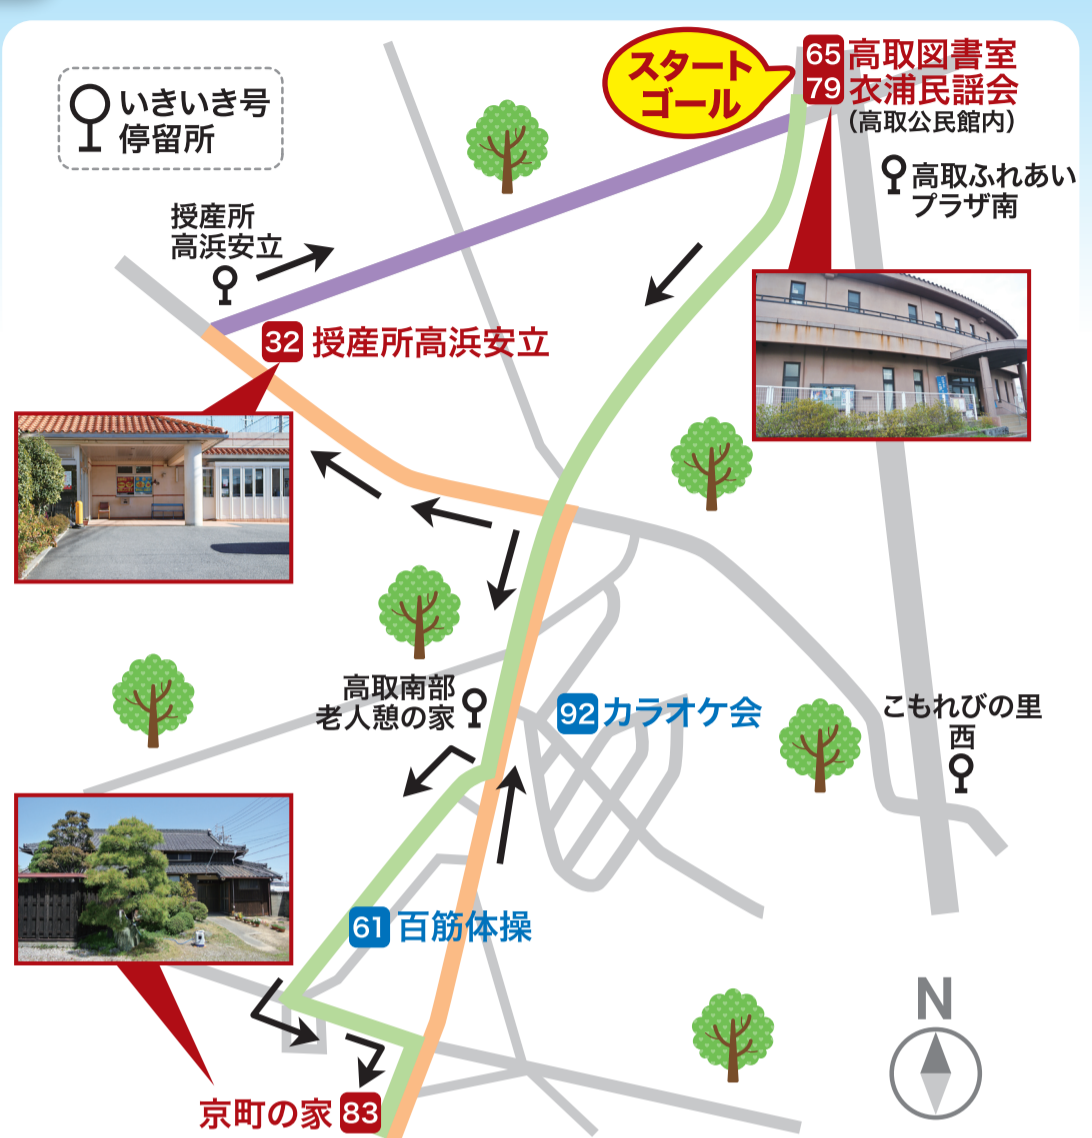 いきいき号
停留所
スタート
ゴール
65 高取図書室
79 衣浦民謡会
(高取公民館内)
高取ふれあい
プラザ南
授産所
高浜安立
32 授産所高浜安立
高取南部
老人憩の家
92 カラオケ会
こもれびの里
西
61 百筋体操
N
京町の家 83